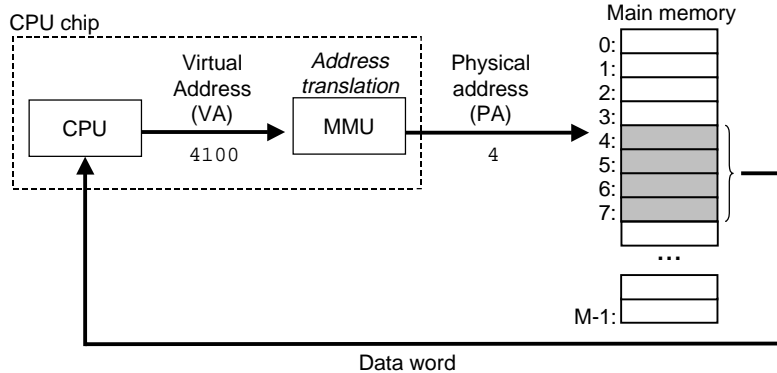 CPU chip
CPU
Virtual
Address
(VA)
4100
Address
translation
MMU
Physical
address
(PA)
4
Main memory
0:
1:
2:
3:
4:
5:
6:
7:
...
M-1:
Data word